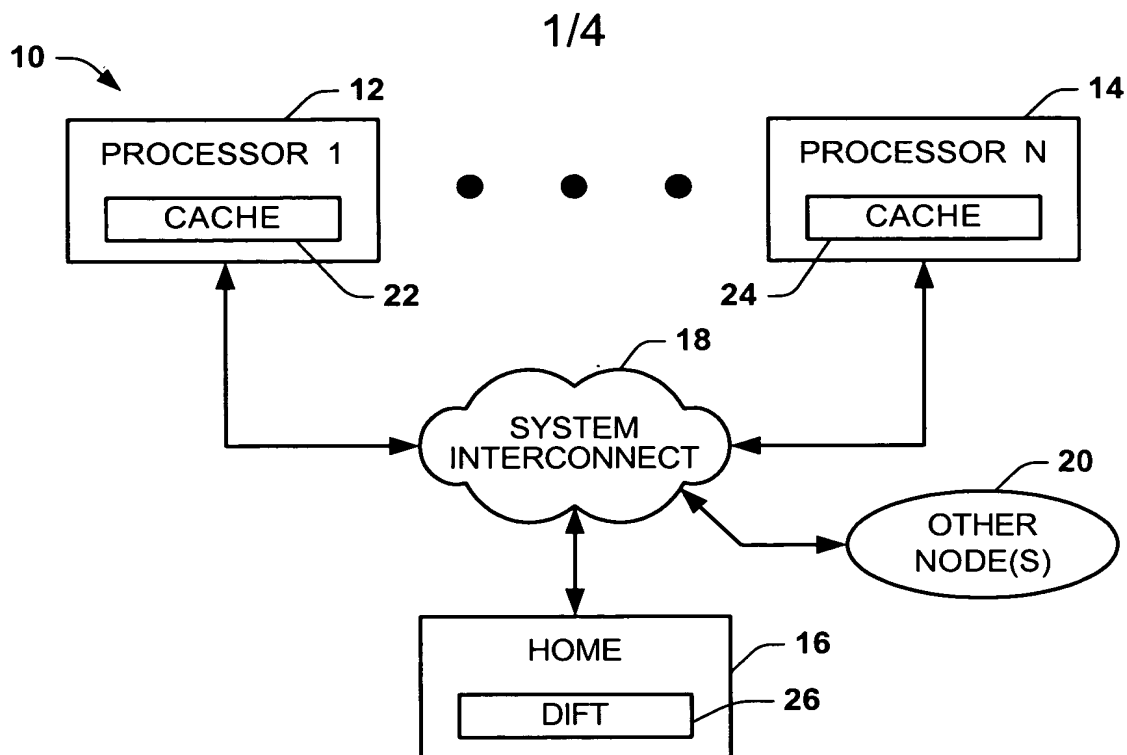 1/4
10
12
14
PROCESSOR 1
CACHE
22
PROCESSOR N
CACHE
24
18
SYSTEM
INTERCONNECT
20
OTHER
NODE(S)
HOME
16
DIFT
26